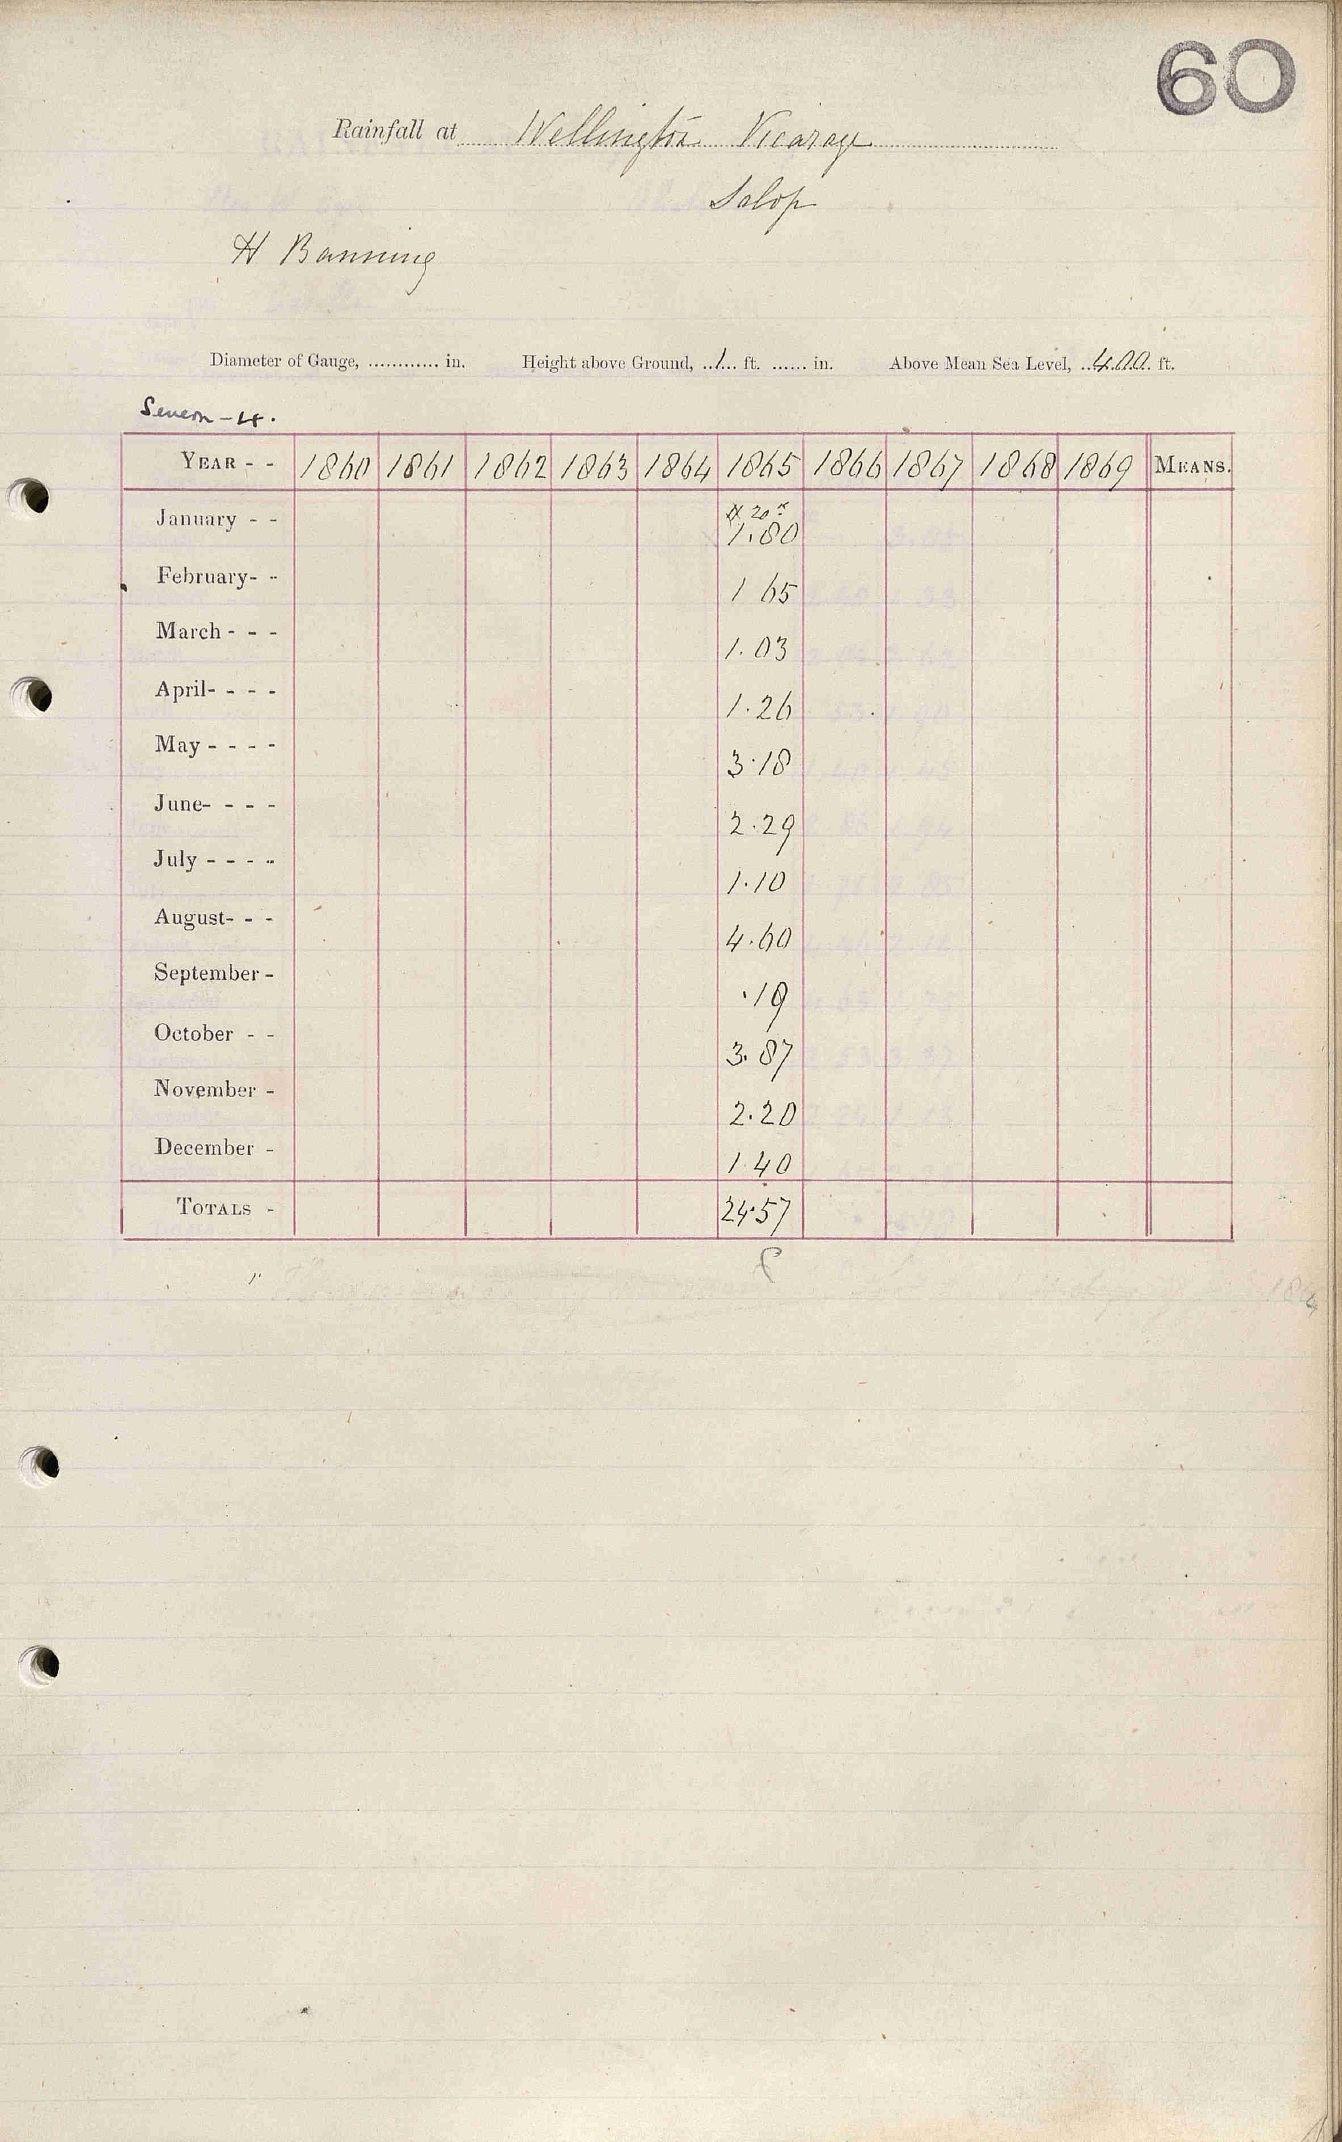 60
Rainfall at Wellington Vicarage
Salop
H Banning
Diameter of Gauge, ............ in. Height above Ground, 1 ft. ...... in. Above Mean Sea Level, 400 ft.
Severn - 4.
YEAR - - 1860 1861 1862 1863 1864 1865 1866 1867 1868 1869 MEANS.
January - - 1.80
February- - 1 65
March - - - 1.03
April- - - - 1.26
May - - - - 3.18
June- - - - 2.29
July - - - - 1.10
August- - - 4.60
September - .19
October - - 3.87
November - 2.20
December - 1.40
TOTALS - 24.57